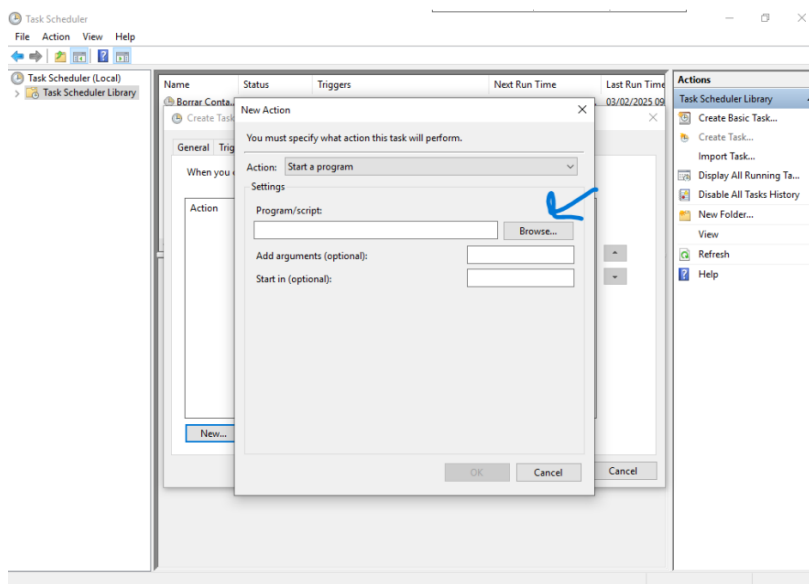 Task Scheduler
File Action View Help
Task Scheduler (Local)
Task Scheduler Library
Name Status Triggers Next Run Time Last Run Time
Borrar Conta... 03/02/2025 09
Create Task
General Trig
When you
Action
New...
Cancel
New Action
You must specify what action this task will perform.
Action: Start a program
Settings
Program/script:
Browse...
Add arguments (optional):
Start in (optional):
OK Cancel
Actions
Task Scheduler Library
Create Basic Task...
Create Task...
Import Task...
Display All Running Ta...
Disable All Tasks History
New Folder...
View
Refresh
Help